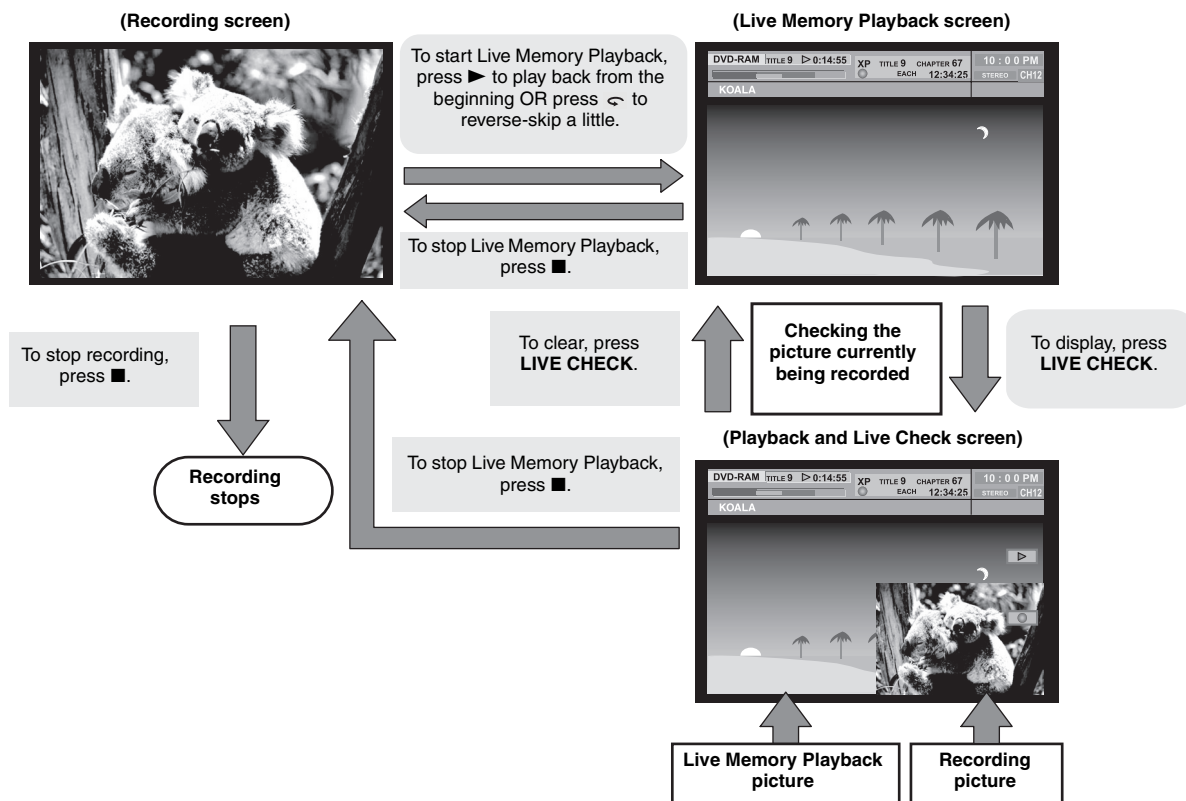 (Recording screen)
To start Live Memory Playback,
press ► to play back from the
beginning OR press ↶ to
reverse-skip a little.
(Live Memory Playback screen)
DVD-RAM TITLE 9 ▷ 0:14:55 XP TITLE 9 CHAPTER 67 10 : 0 0 PM
EACH 12:34:25 STEREO CH12
KOALA
To stop Live Memory Playback,
press ■.
To stop recording,
press ■.
Recording
stops
To clear, press
LIVE CHECK.
Checking the
picture currently
being recorded
To display, press
LIVE CHECK.
To stop Live Memory Playback,
press ■.
(Playback and Live Check screen)
DVD-RAM TITLE 9 ▷ 0:14:55 XP TITLE 9 CHAPTER 67 10 : 0 0 PM
EACH 12:34:25 STEREO CH12
KOALA
Live Memory Playback
picture
Recording
picture